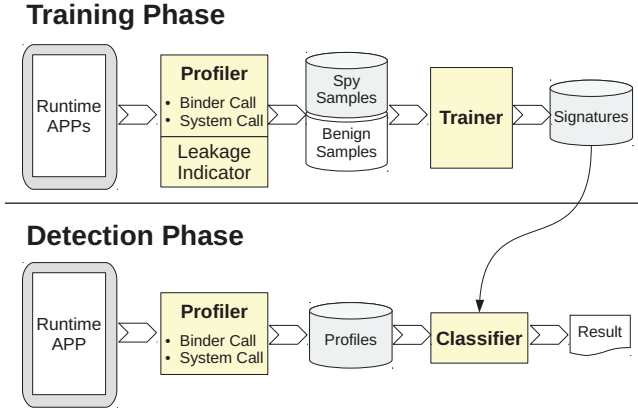 Training Phase
Runtime
APPs
Profiler
• Binder Call
• System Call
Leakage
Indicator
Spy
Samples
Benign
Samples
Trainer
Signatures
Detection Phase
Runtime
APP
Profiler
• Binder Call
• System Call
Profiles
Classifier
Result